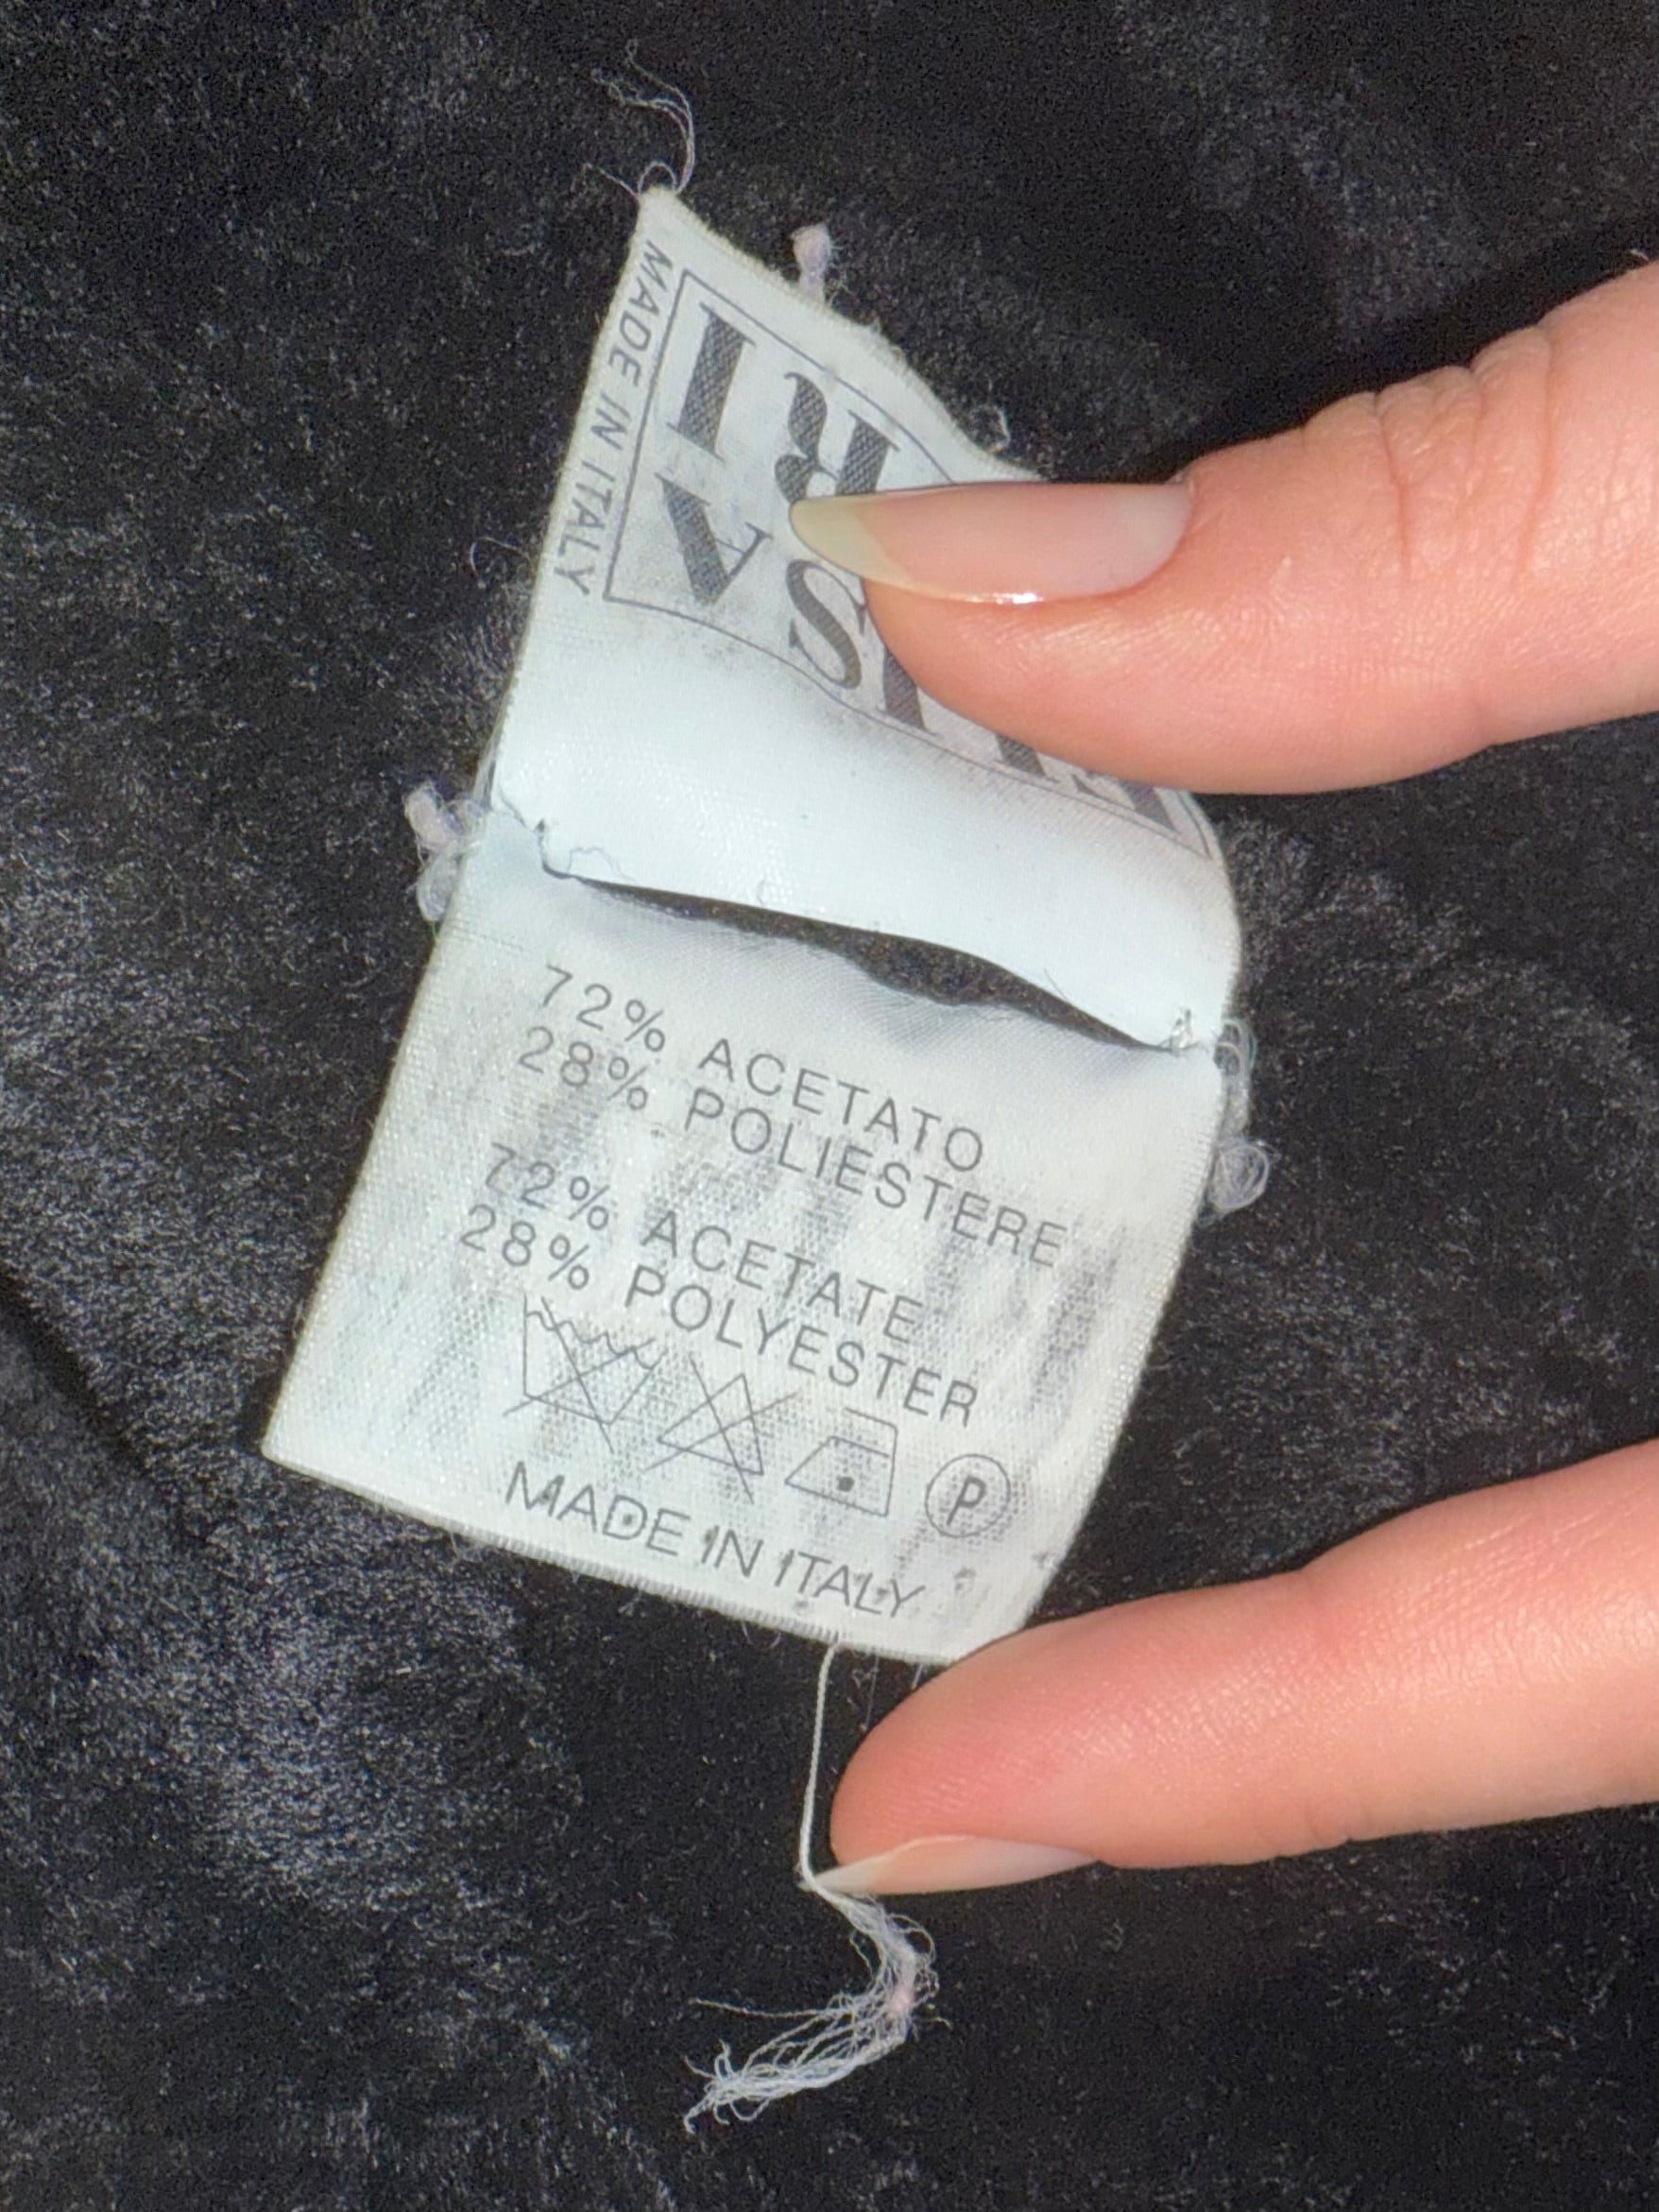 MADE IN ITALY
72% ACETATO
28% POLIESTERE
72% ACETATE
28% POLYESTER
P
MADE IN ITALY